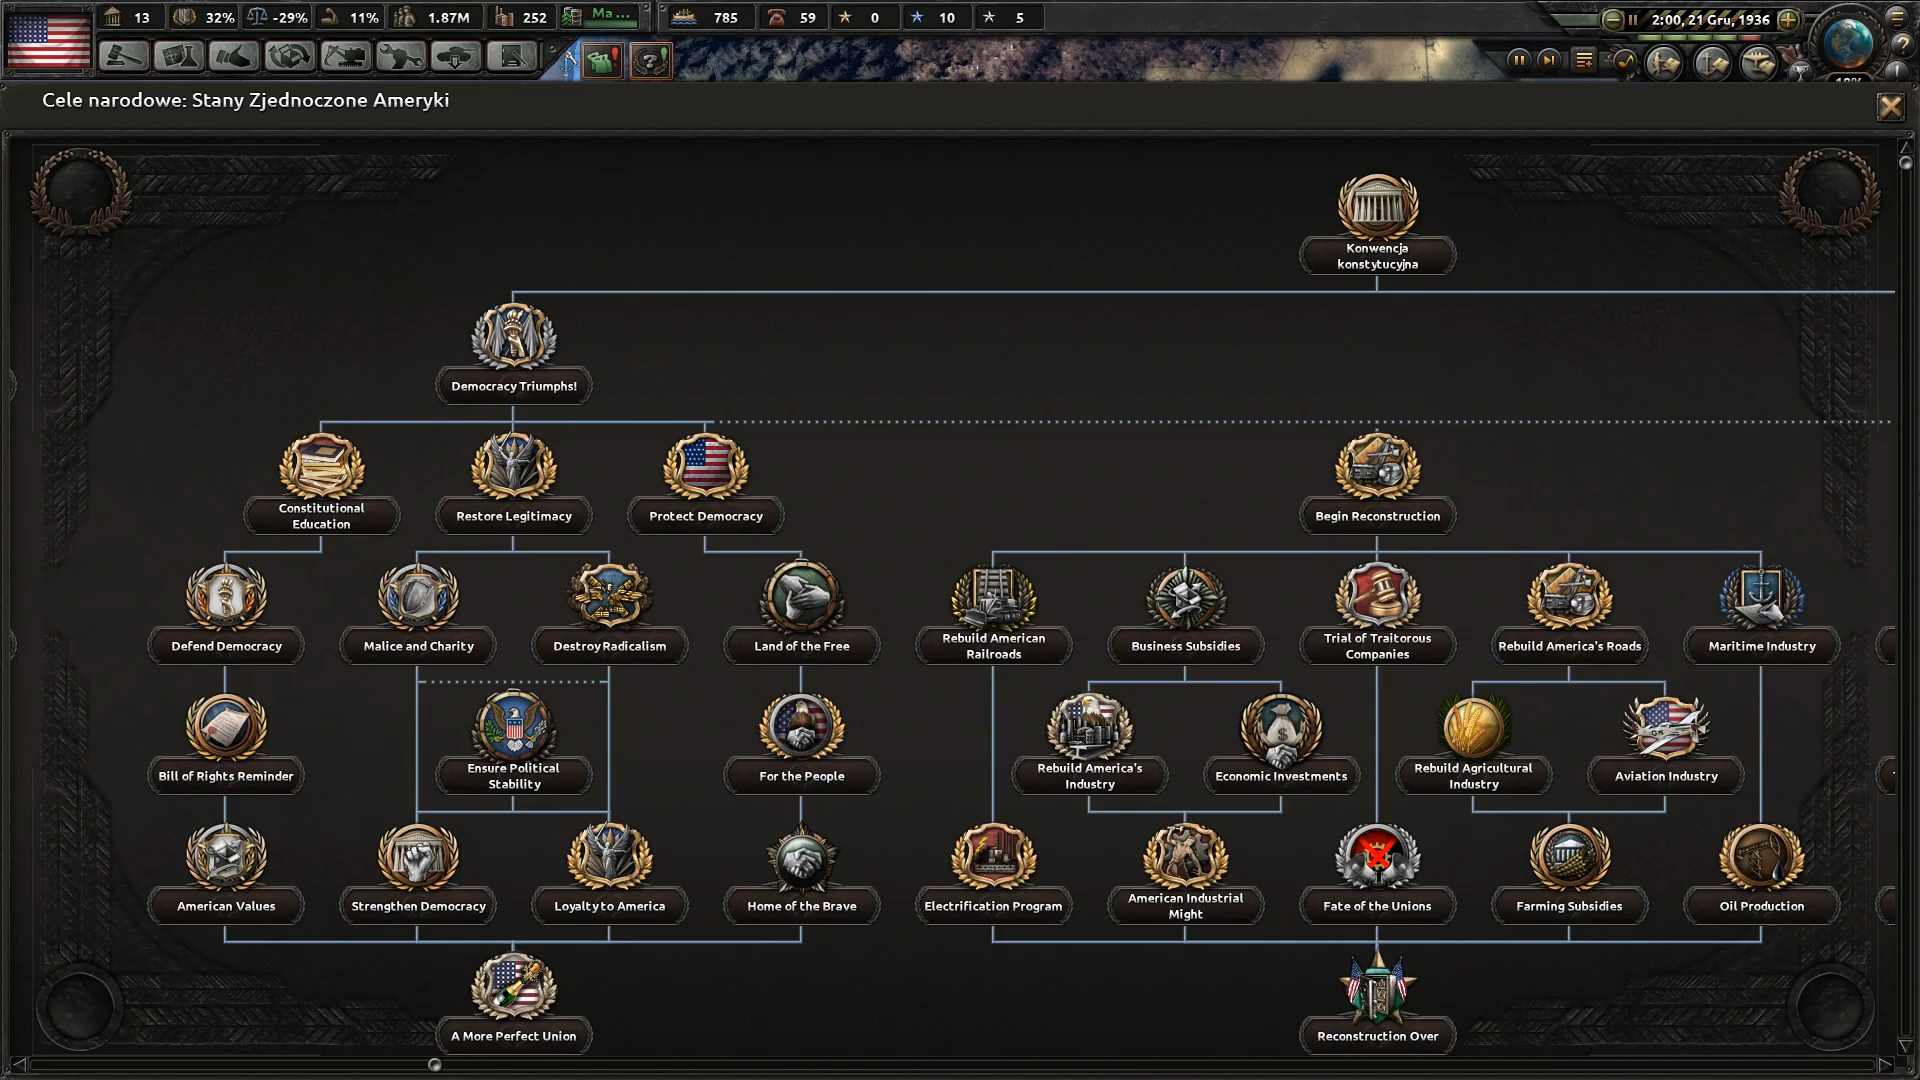 13
32%
-29%
11%
1.87M
252
Ma ...
785
59
0
10
5
2:00, 21 Gru, 1936
Cele narodowe: Stany Zjednoczone Ameryki
Konwencja
konstytucyjna
Democracy Triumphs!
Constitutional
Education
Restore Legitimacy
Protect Democracy
Begin Reconstruction
Defend Democracy
Malice and Charity
Destroy Radicalism
Land of the Free
Rebuild American
Railroads
Business Subsidies
Trial of Traitorous
Companies
Rebuild America's Roads
Maritime Industry
Bill of Rights Reminder
Ensure Political
Stability
For the People
Rebuild America's
Industry
Economic Investments
Rebuild Agricultural
Industry
Aviation Industry
American Values
Strengthen Democracy
Loyalty to America
Home of the Brave
Electrification Program
American Industrial
Might
Fate of the Unions
Farming Subsidies
Oil Production
A More Perfect Union
Reconstruction Over